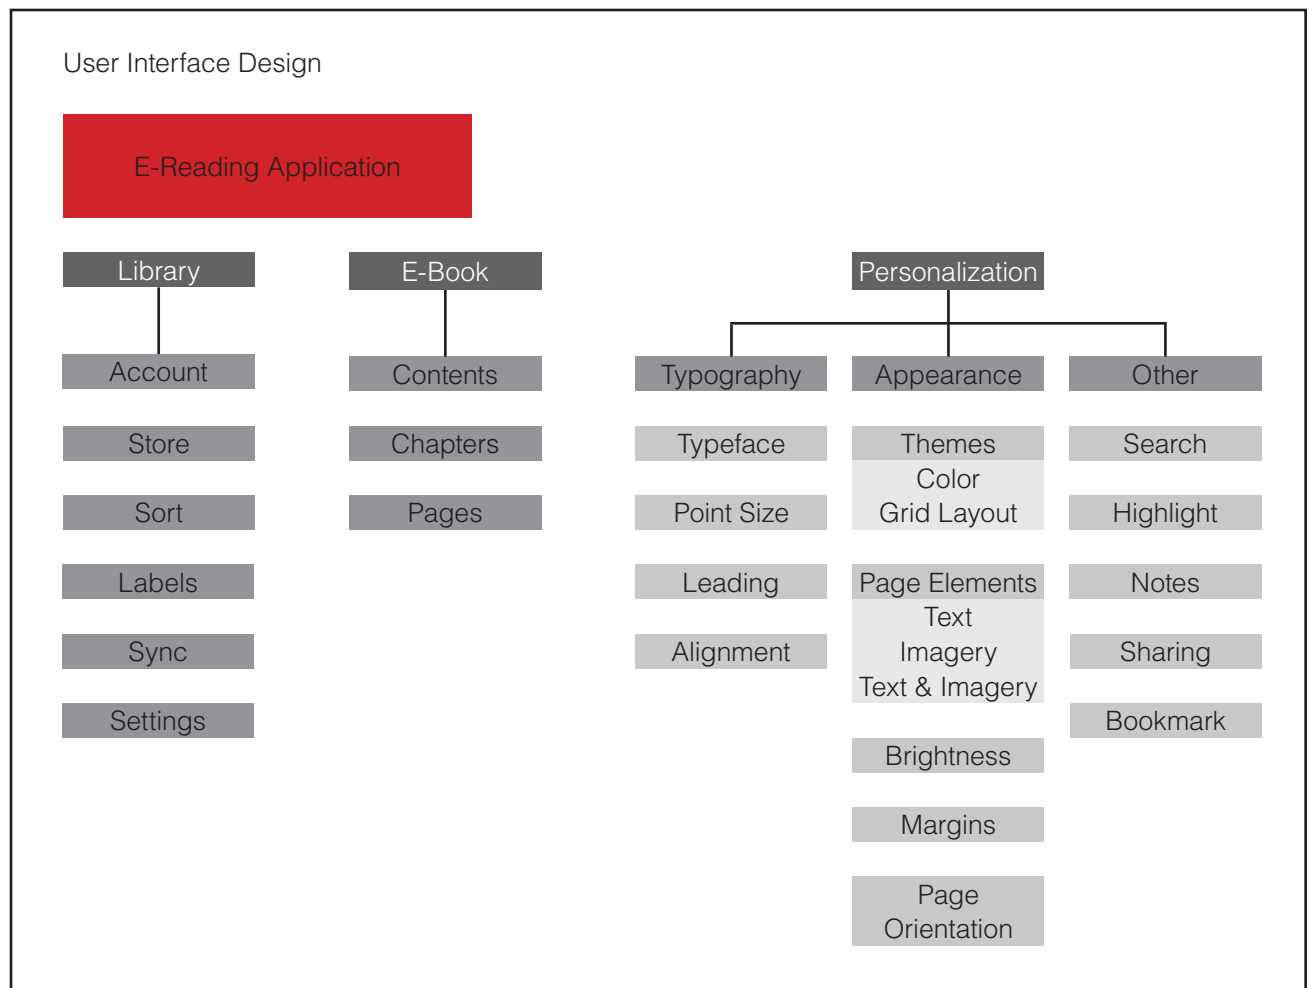 User Interface Design
E-Reading Application
Library
Account
Store
Sort
Labels
Sync
Settings
E-Book
Contents
Chapters
Pages
Personalization
Typography
Typeface
Point Size
Leading
Alignment
Appearance
Themes
Color
Grid Layout
Page Elements
Text
Imagery
Text & Imagery
Brightness
Margins
Page
Orientation
Other
Search
Highlight
Notes
Sharing
Bookmark